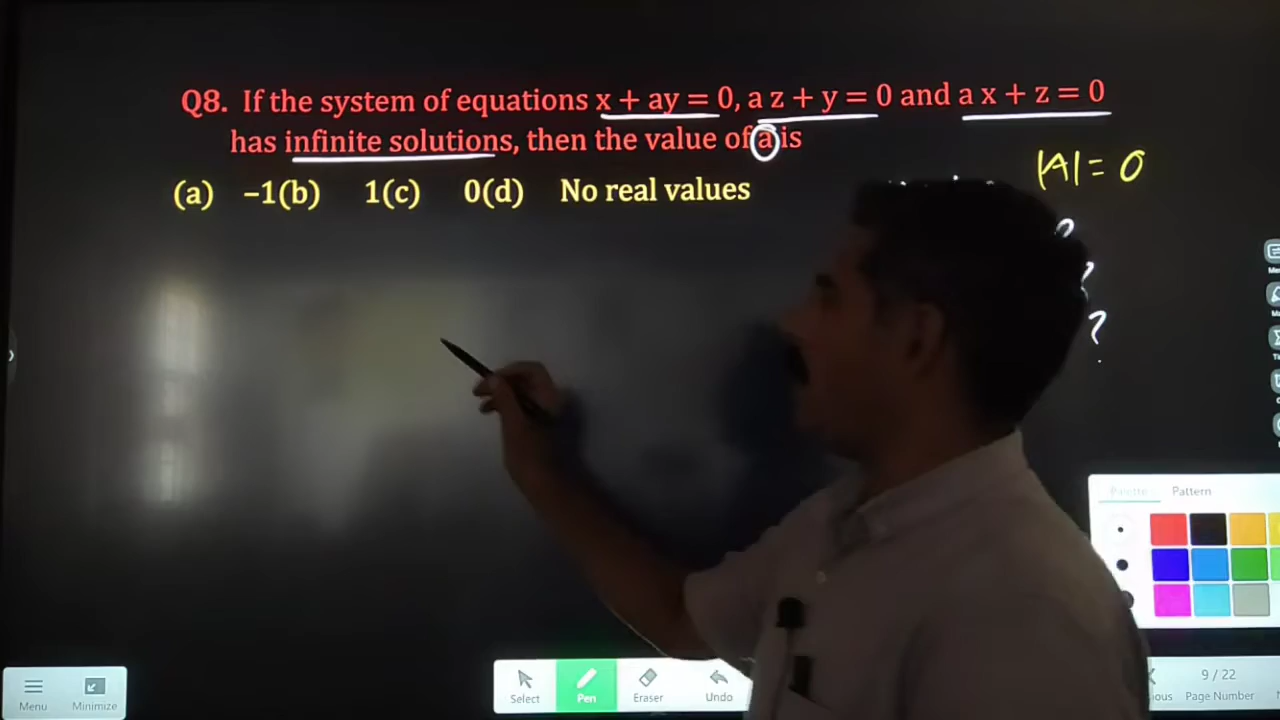 Q8. If the system of equations x + ay = 0, a z + y = 0 and a x + z = 0
has infinite solutions, then the value of a is
(a) –1(b) 1(c) 0(d) No real values
|A| = 0
?
?
?
Palette Pattern
Menu
Minimize
Select
Pen
Eraser
Undo
9 / 22
Page Number